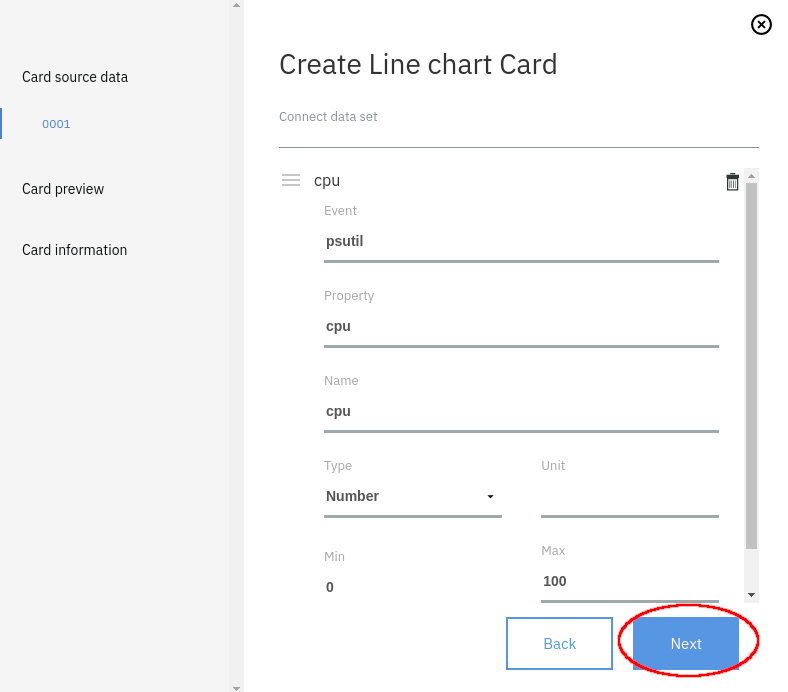 Card source data
0001
Card preview
Card information
Create Line chart Card
Connect data set
cpu
Event
psutil
Property
cpu
Name
cpu
Type
Number
Unit
Min
0
Max
100
Back
Next